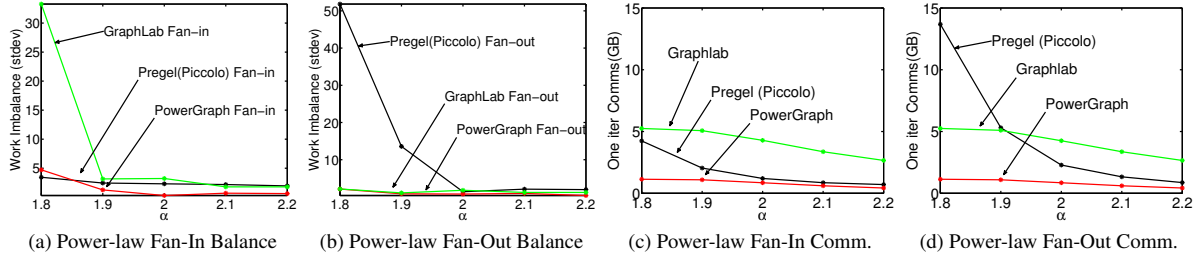 Work Imbalance (stdev)
30
25
20
15
10
5
GraphLab Fan−in
Pregel(Piccolo) Fan−in
PowerGraph Fan−in
1.8 1.9 2 2.1 2.2
α
(a) Power-law Fan-In Balance
Work Imbalance (stdev)
50
40
30
20
10
Pregel(Piccolo) Fan−out
GraphLab Fan−out
PowerGraph Fan−out
1.8 1.9 2 2.1 2.2
α
(b) Power-law Fan-Out Balance
One iter Comms(GB)
15
10
5
0
Graphlab
Pregel (Piccolo)
PowerGraph
1.8 1.9 2 2.1 2.2
α
(c) Power-law Fan-In Comm.
One iter Comms(GB)
15
10
5
0
Pregel (Piccolo)
Graphlab
PowerGraph
1.8 1.9 2 2.1 2.2
α
(d) Power-law Fan-Out Comm.